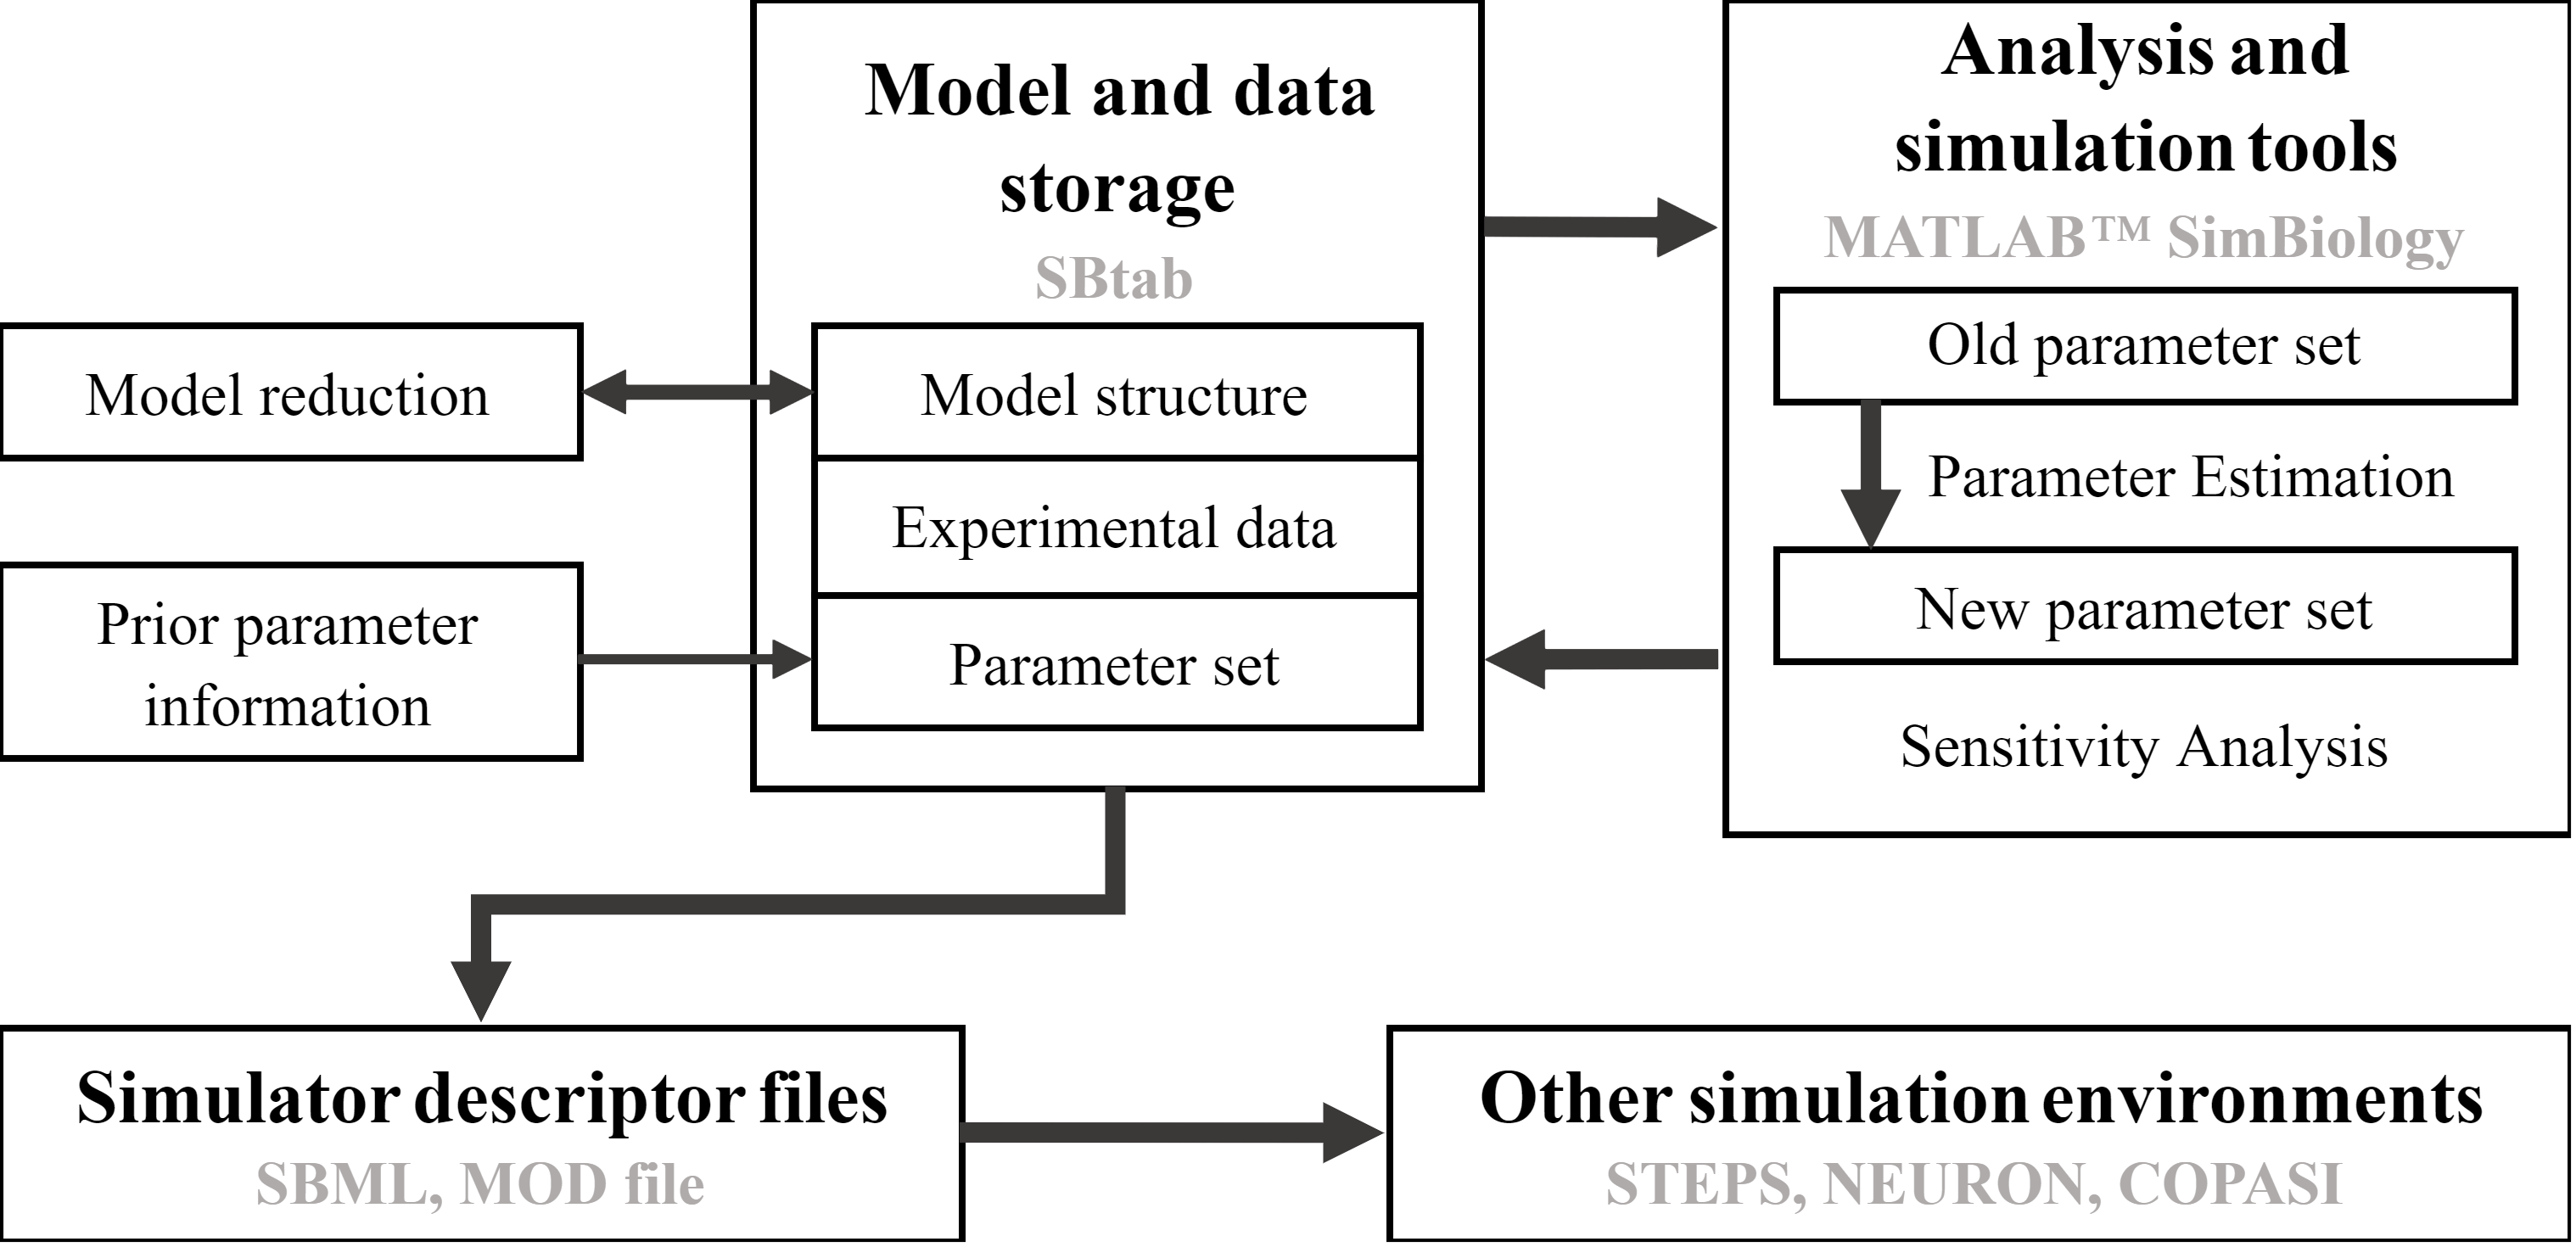 Model and data
storage
SBtab
Model structure
Experimental data
Parameter set
Model reduction
Prior parameter
information
Analysis and
simulation tools
MATLAB™ SimBiology
Old parameter set
Parameter Estimation
New parameter set
Sensitivity Analysis
Simulator descriptor files
SBML, MOD file
Other simulation environments
STEPS, NEURON, COPASI